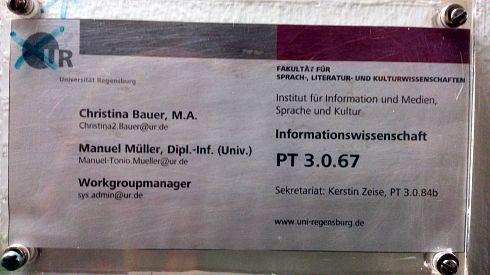 UR
Universität Regensburg
Christina Bauer, M.A.
Christina2.Bauer@ur.de
Manuel Müller, Dipl.-Inf. (Univ.)
Manuel-Tonio.Mueller@ur.de
Workgroupmanager
sys.admin@ur.de
FAKULTÄT FÜR
SPRACH-, LITERATUR- UND KULTURWISSENSCHAFTEN
Institut für Information und Medien,
Sprache und Kultur
Informationswissenschaft
PT 3.0.67
Sekretariat: Kerstin Zeise, PT 3.0.84b
www.uni-regensburg.de